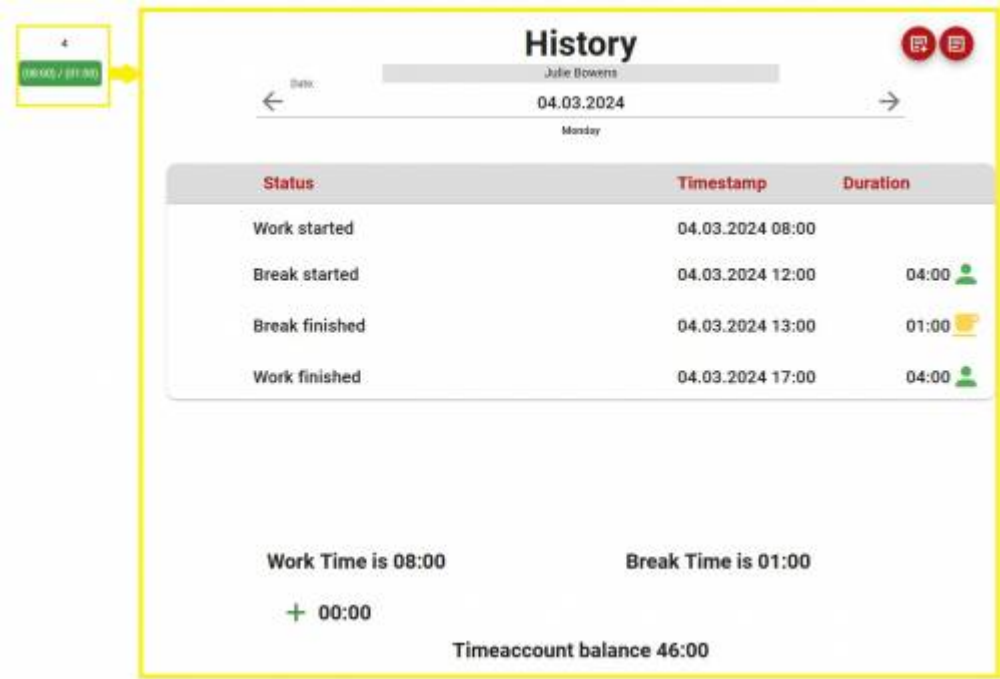 4
(08:00) / (01:00)
History
Julie Bowens
Date:
04.03.2024
Monday
Status Timestamp Duration
Work started 04.03.2024 08:00
Break started 04.03.2024 12:00 04:00
Break finished 04.03.2024 13:00 01:00
Work finished 04.03.2024 17:00 04:00
Work Time is 08:00 Break Time is 01:00
+ 00:00
Timeaccount balance 46:00